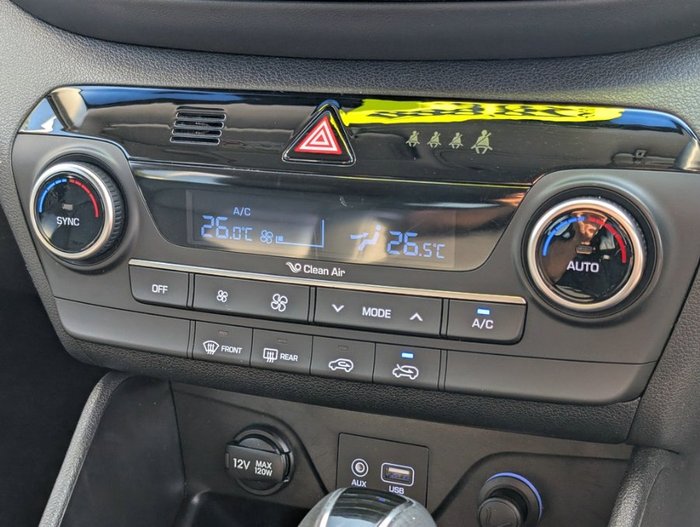 A/C
26.0°C
26.5°C
Clean Air
SYNC
AUTO
OFF
MODE
A/C
FRONT
REAR
12V MAX
120W
AUX
USB